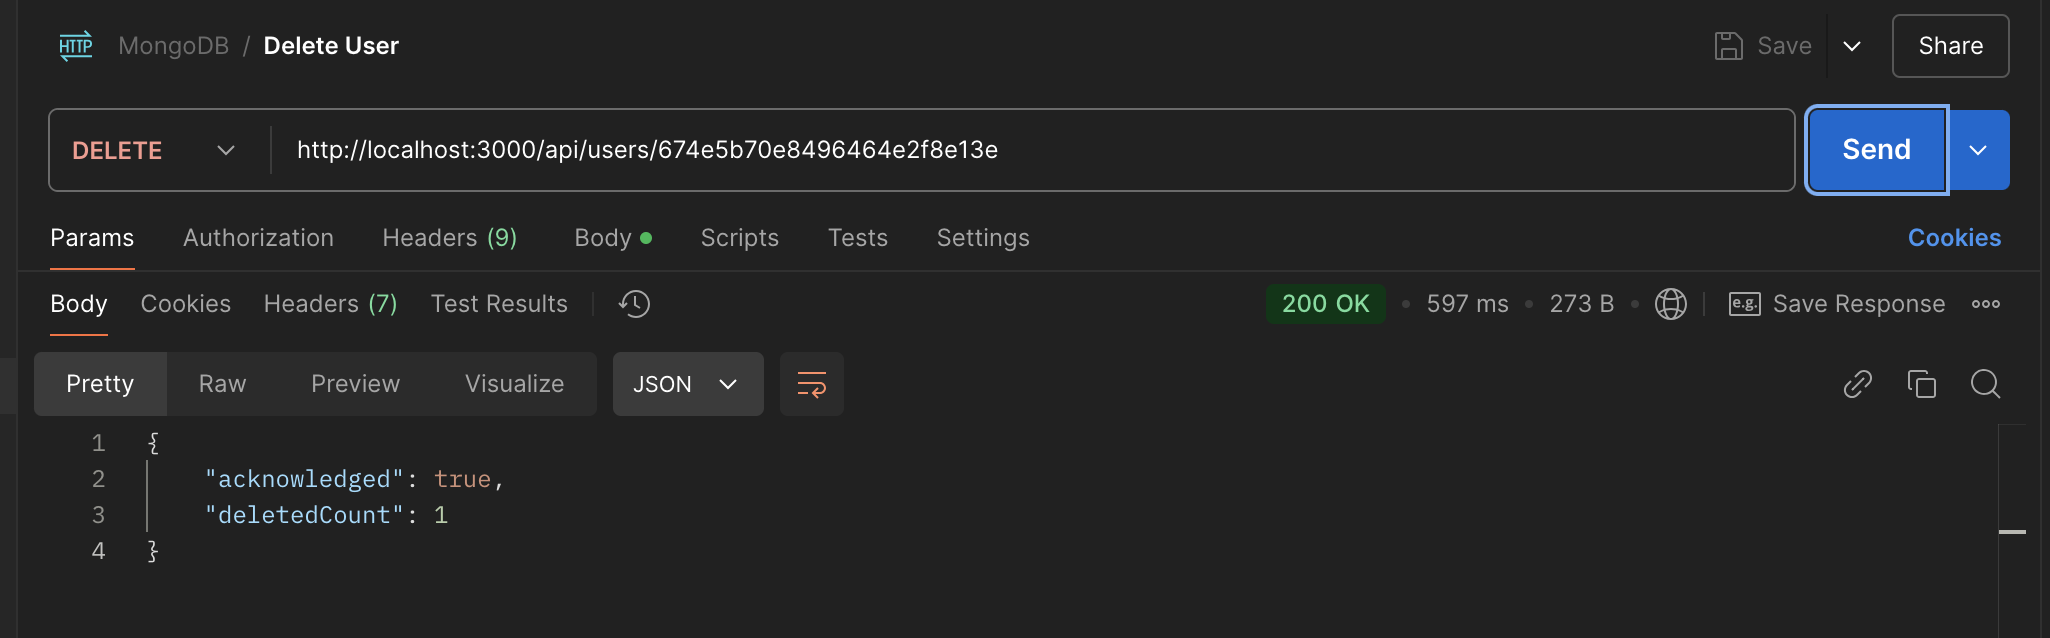 HTTP MongoDB / Delete User Save Share
DELETE http://localhost:3000/api/users/674e5b70e8496464e2f8e13e Send
Params Authorization Headers (9) Body Scripts Tests Settings Cookies
Body Cookies Headers (7) Test Results 200 OK 597 ms 273 B e.g. Save Response
Pretty Raw Preview Visualize JSON
1 {
2 "acknowledged": true,
3 "deletedCount": 1
4 }